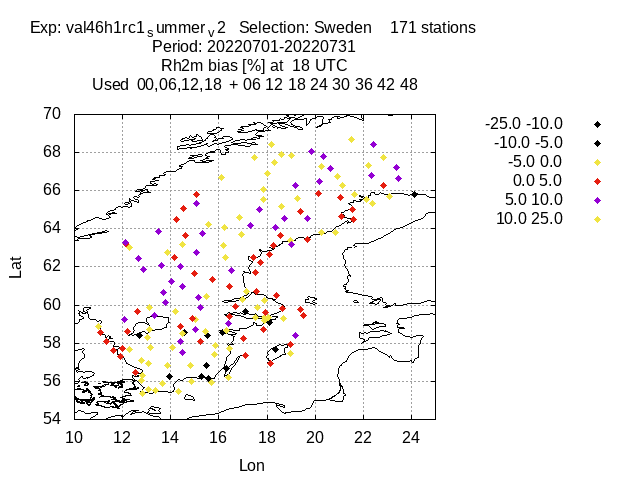 Exp: val46h1rc1summerv2 Selection: Sweden 171 stations
Period: 20220701-20220731
Rh2m bias [%] at 18 UTC
Used 00,06,12,18 + 06 12 18 24 30 36 42 48
-25.0 -10.0
-10.0 -5.0
-5.0 0.0
0.0 5.0
5.0 10.0
10.0 25.0
Lat
70
68
66
64
62
60
58
56
54
10 12 14 16 18 20 22 24
Lon